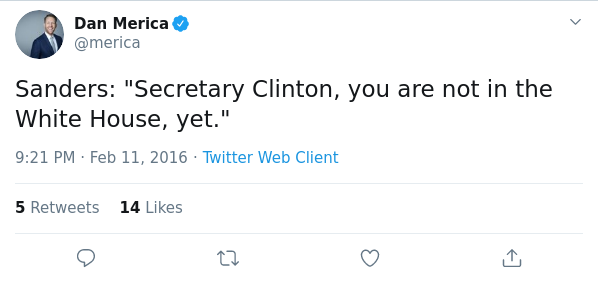 Dan Merica
@merica
Sanders: "Secretary Clinton, you are not in the
White House, yet."
9:21 PM · Feb 11, 2016 · Twitter Web Client
5 Retweets 14 Likes